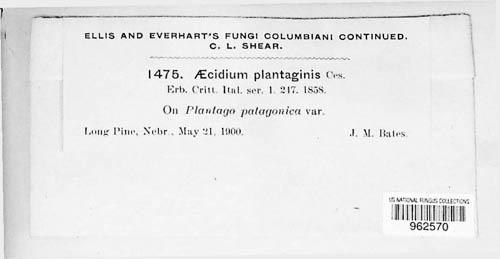 ELLIS AND EVERHART'S FUNGI COLUMBIANI CONTINUED.
C. L. SHEAR.
1475. Æcidium plantaginis Ces.
Erb. Critt. Ital. ser. 1. 247. 1858.
On Plantago patagonica var.
Long Pine, Nebr., May 21, 1900. J. M. Bates.
US NATIONAL FUNGUS COLLECTIONS
962570